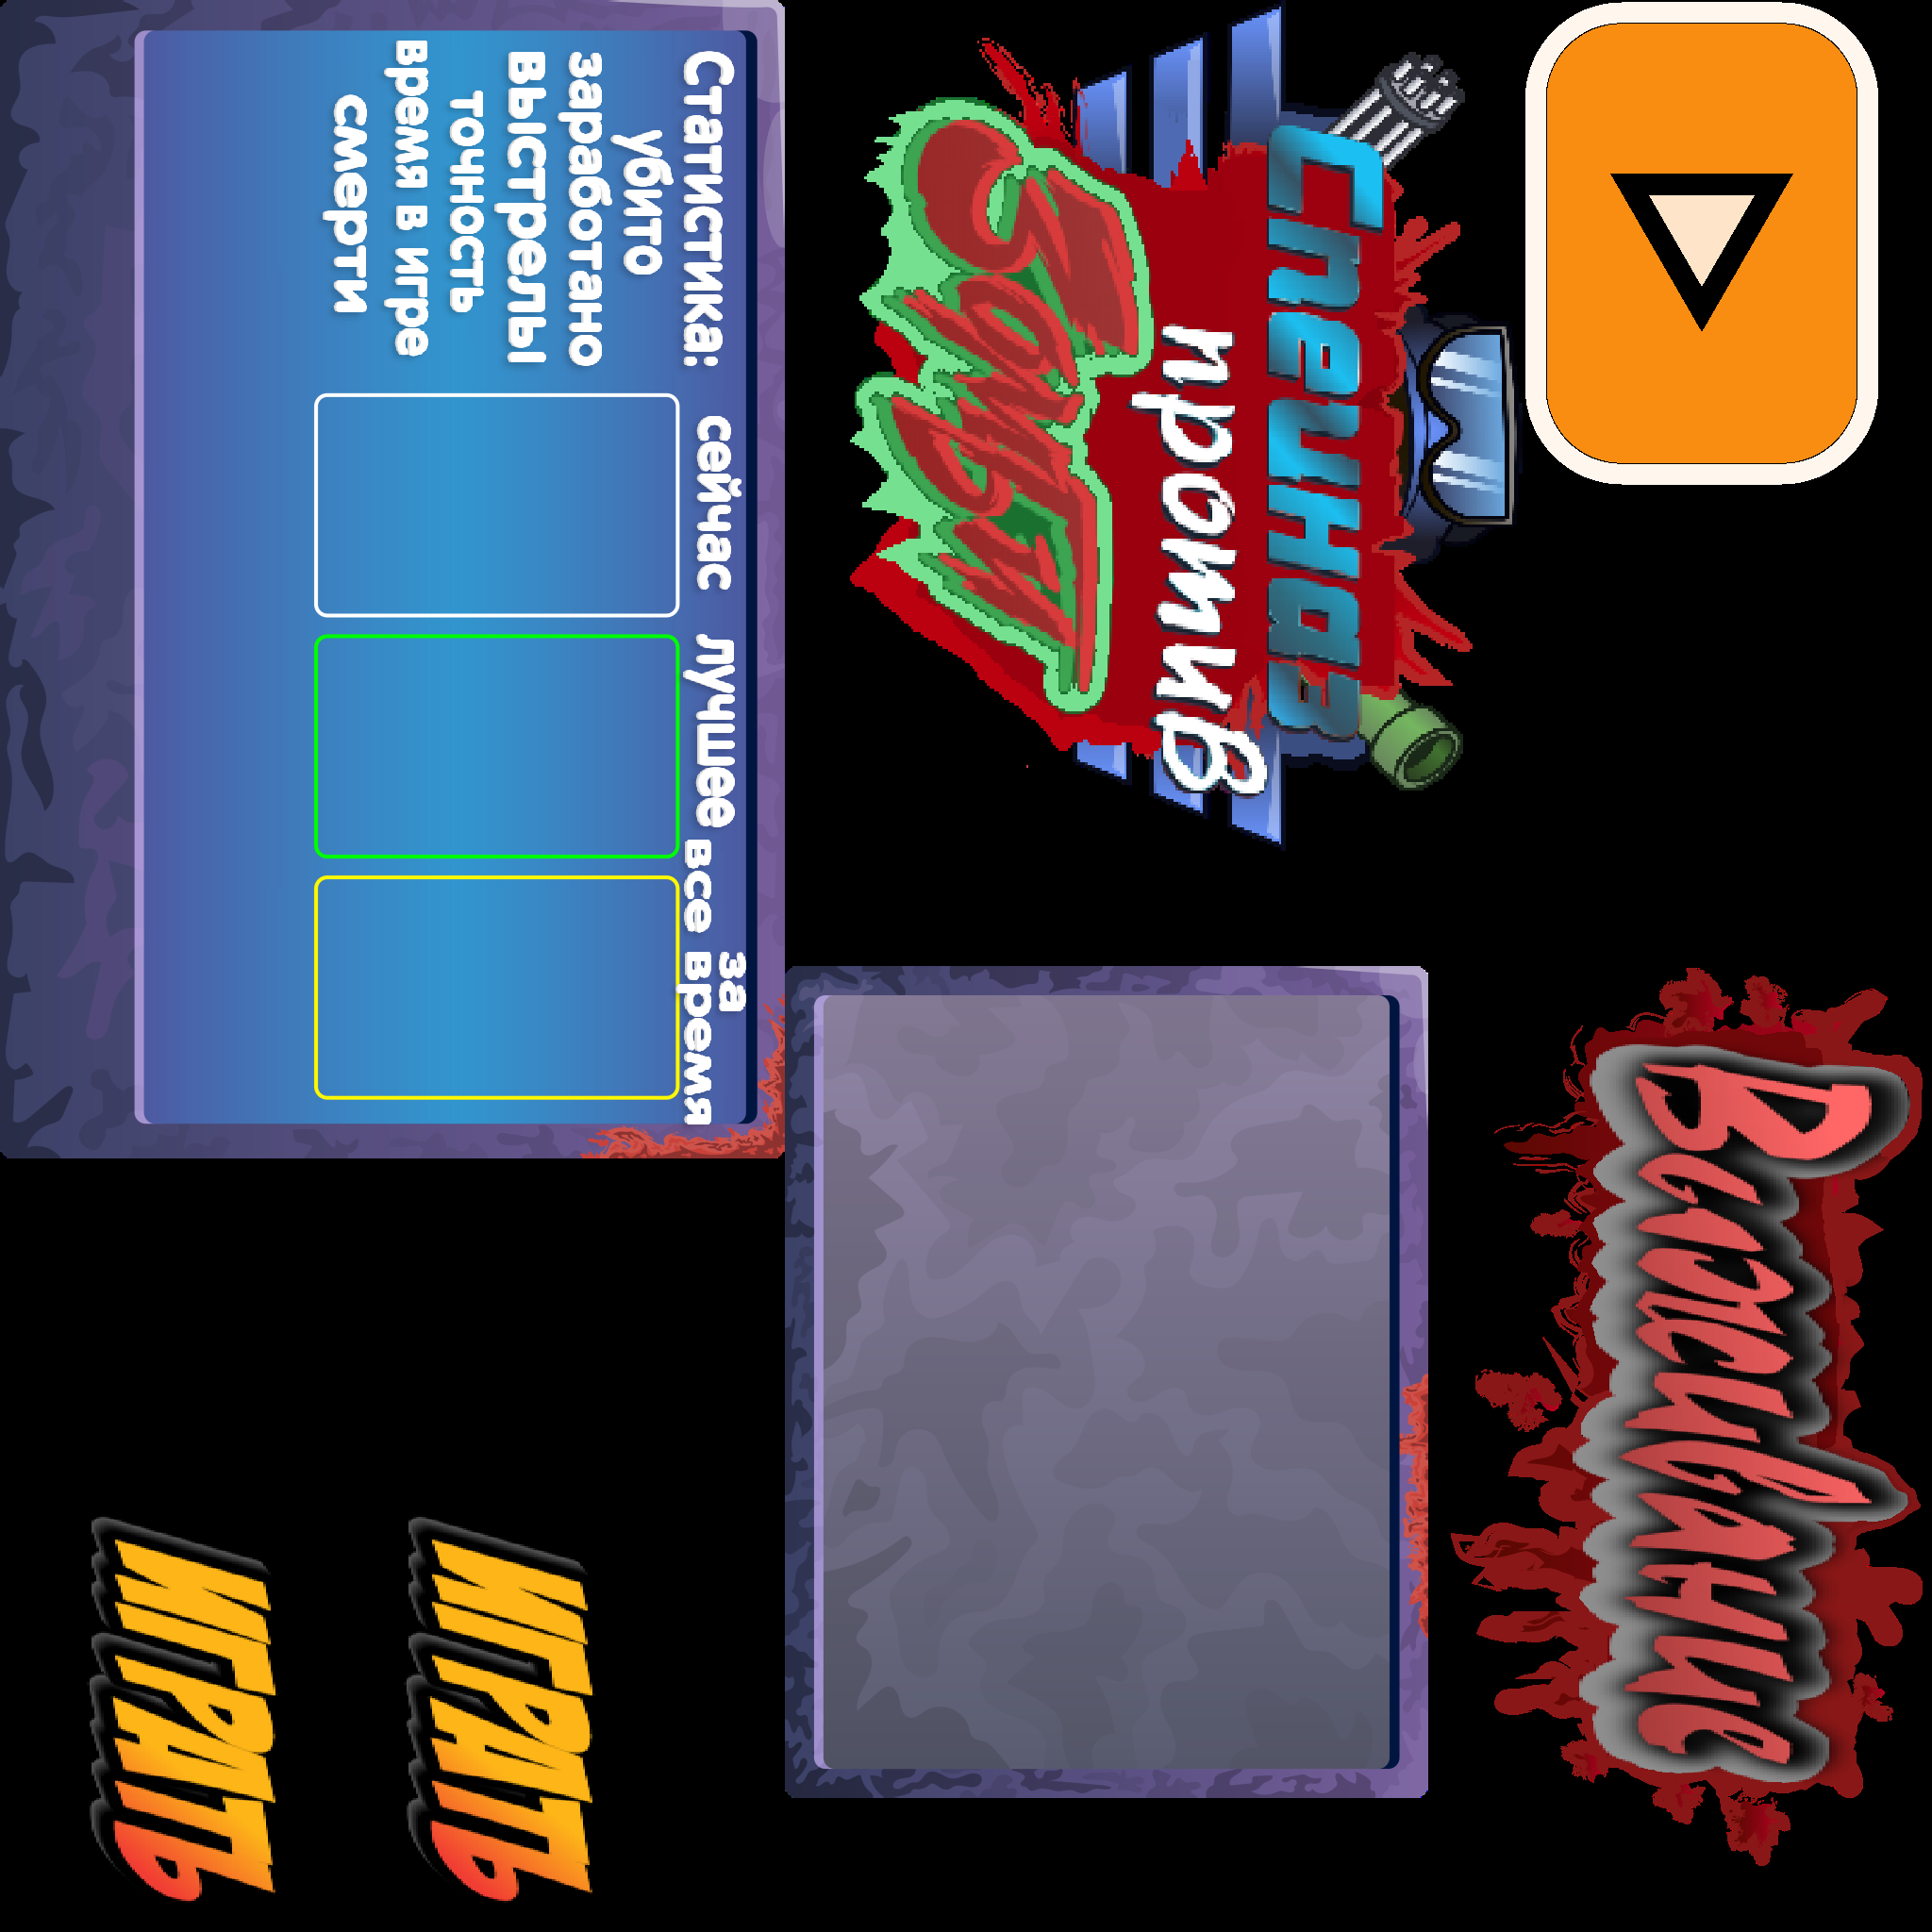 Статистика:
сейчас
лучшее
за
все время
убито
заработано
выстрелы
точность
время в игре
смерти
Спецназ
против
Зомби
Выживание
ИГРАТЬ
ИГРАТЬ